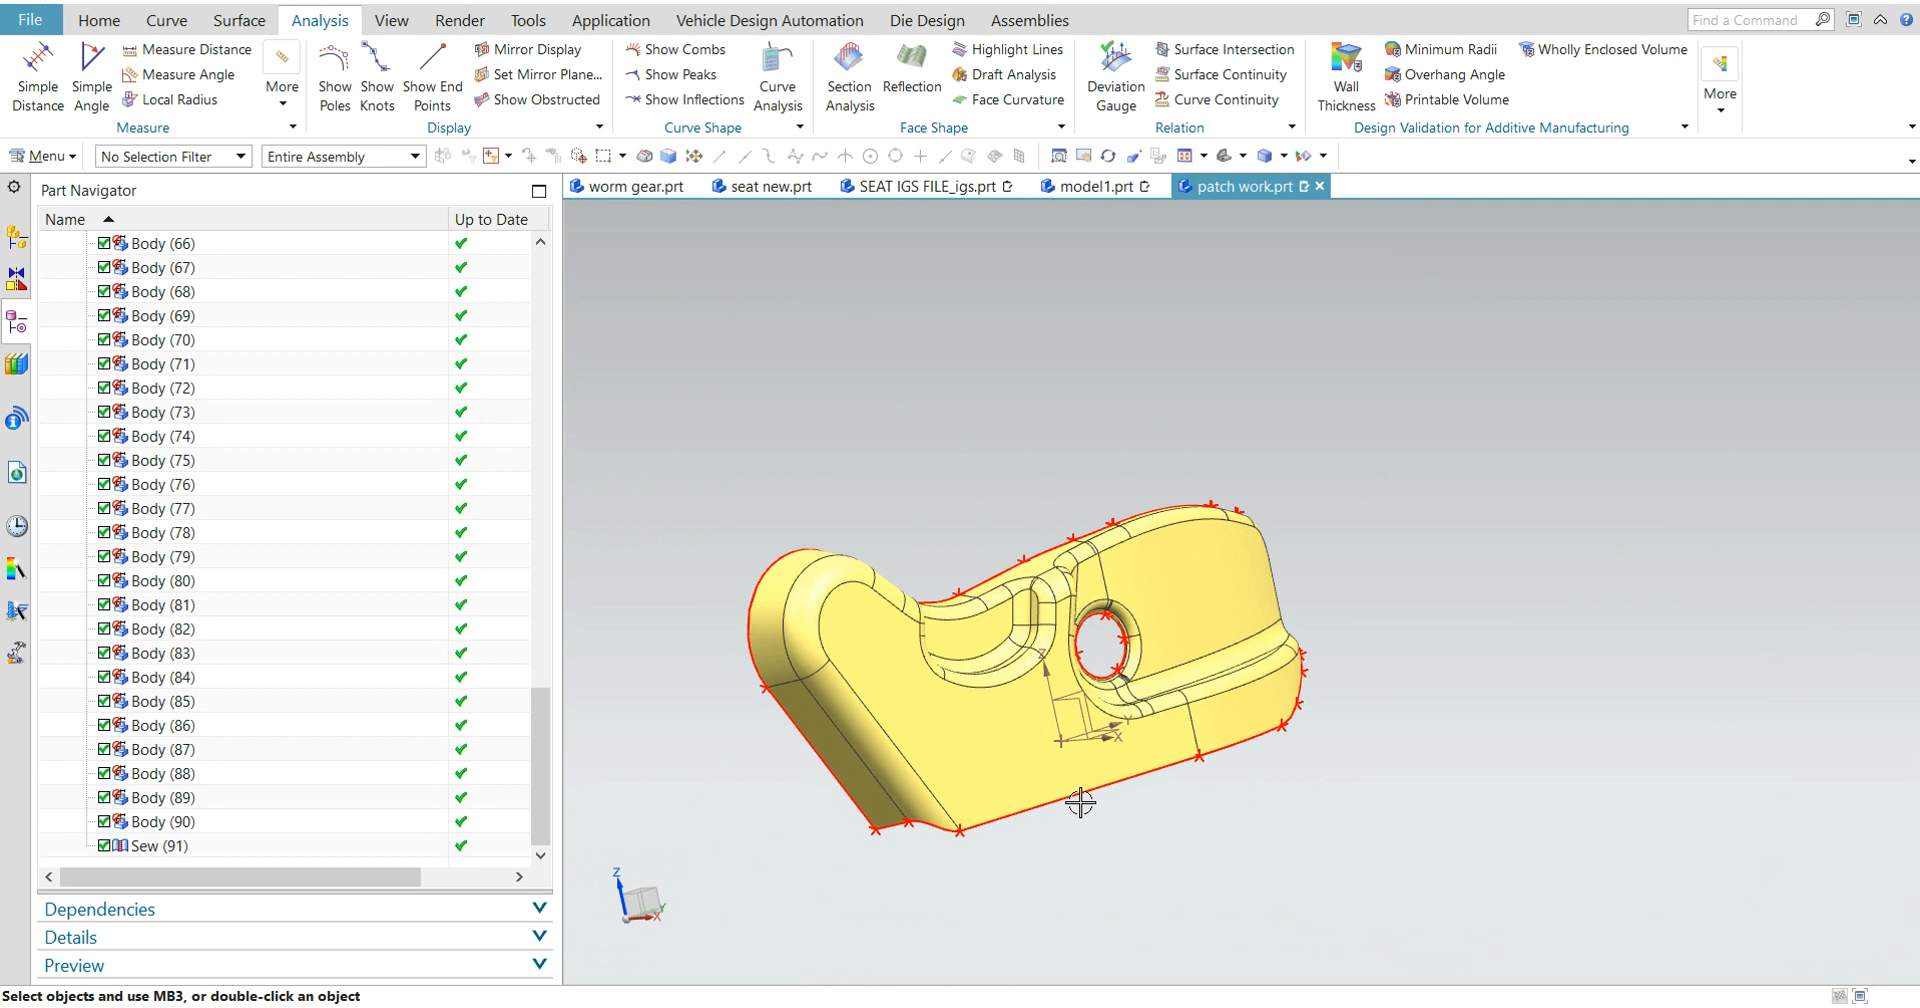 File Home Curve Surface Analysis View Render Tools Application Vehicle Design Automation Die Design Assemblies Find a Command
Simple Distance
Simple Angle
Measure Distance
Measure Angle
Local Radius
More
Measure
Show Poles
Show Knots
Show End Points
Mirror Display
Set Mirror Plane...
Show Obstructed
Display
Show Combs
Show Peaks
Show Inflections
Curve Analysis
Curve Shape
Section Analysis
Reflection
Highlight Lines
Draft Analysis
Face Curvature
Face Shape
Deviation Gauge
Surface Intersection
Surface Continuity
Curve Continuity
Relation
Wall Thickness
Minimum Radii
Overhang Angle
Printable Volume
Wholly Enclosed Volume
Design Validation for Additive Manufacturing
More
Menu No Selection Filter Entire Assembly
Part Navigator
worm gear.prt seat new.prt SEAT IGS FILE_igs.prt model1.prt patch work.prt
Name Up to Date
Body (66)
Body (67)
Body (68)
Body (69)
Body (70)
Body (71)
Body (72)
Body (73)
Body (74)
Body (75)
Body (76)
Body (77)
Body (78)
Body (79)
Body (80)
Body (81)
Body (82)
Body (83)
Body (84)
Body (85)
Body (86)
Body (87)
Body (88)
Body (89)
Body (90)
Sew (91)
Dependencies
Details
Preview
Z
Y
X
Z
Y
X
Select objects and use MB3, or double-click an object